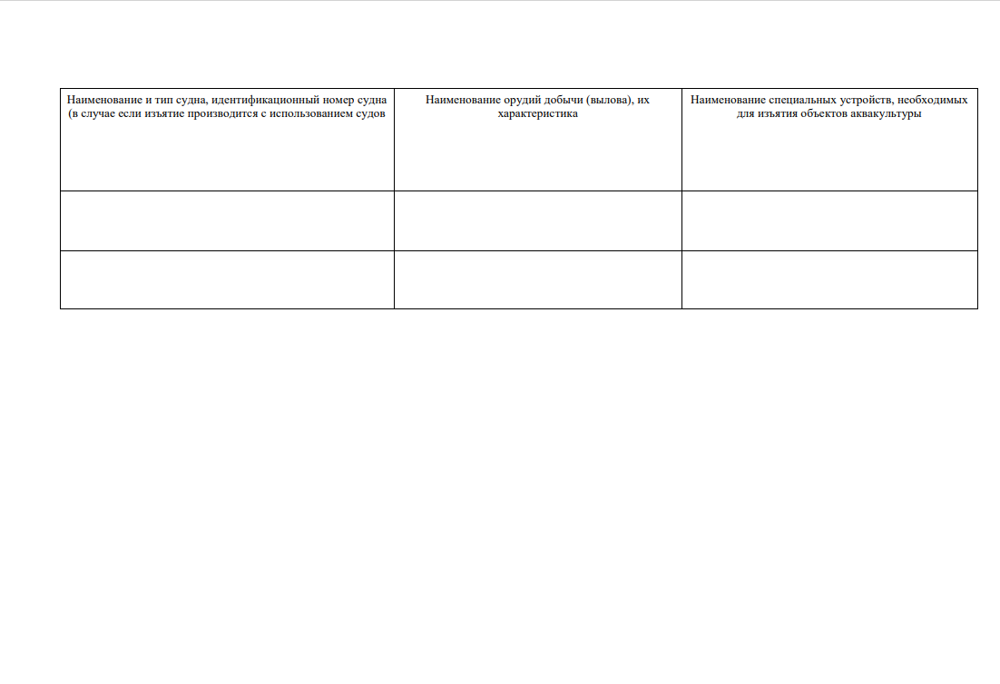 Наименование и тип судна, идентификационный номер судна
(в случае если изъятие производится с использованием судов
Наименование орудий добычи (вылова), их
характеристика
Наименование специальных устройств, необходимых
для изъятия объектов аквакультуры